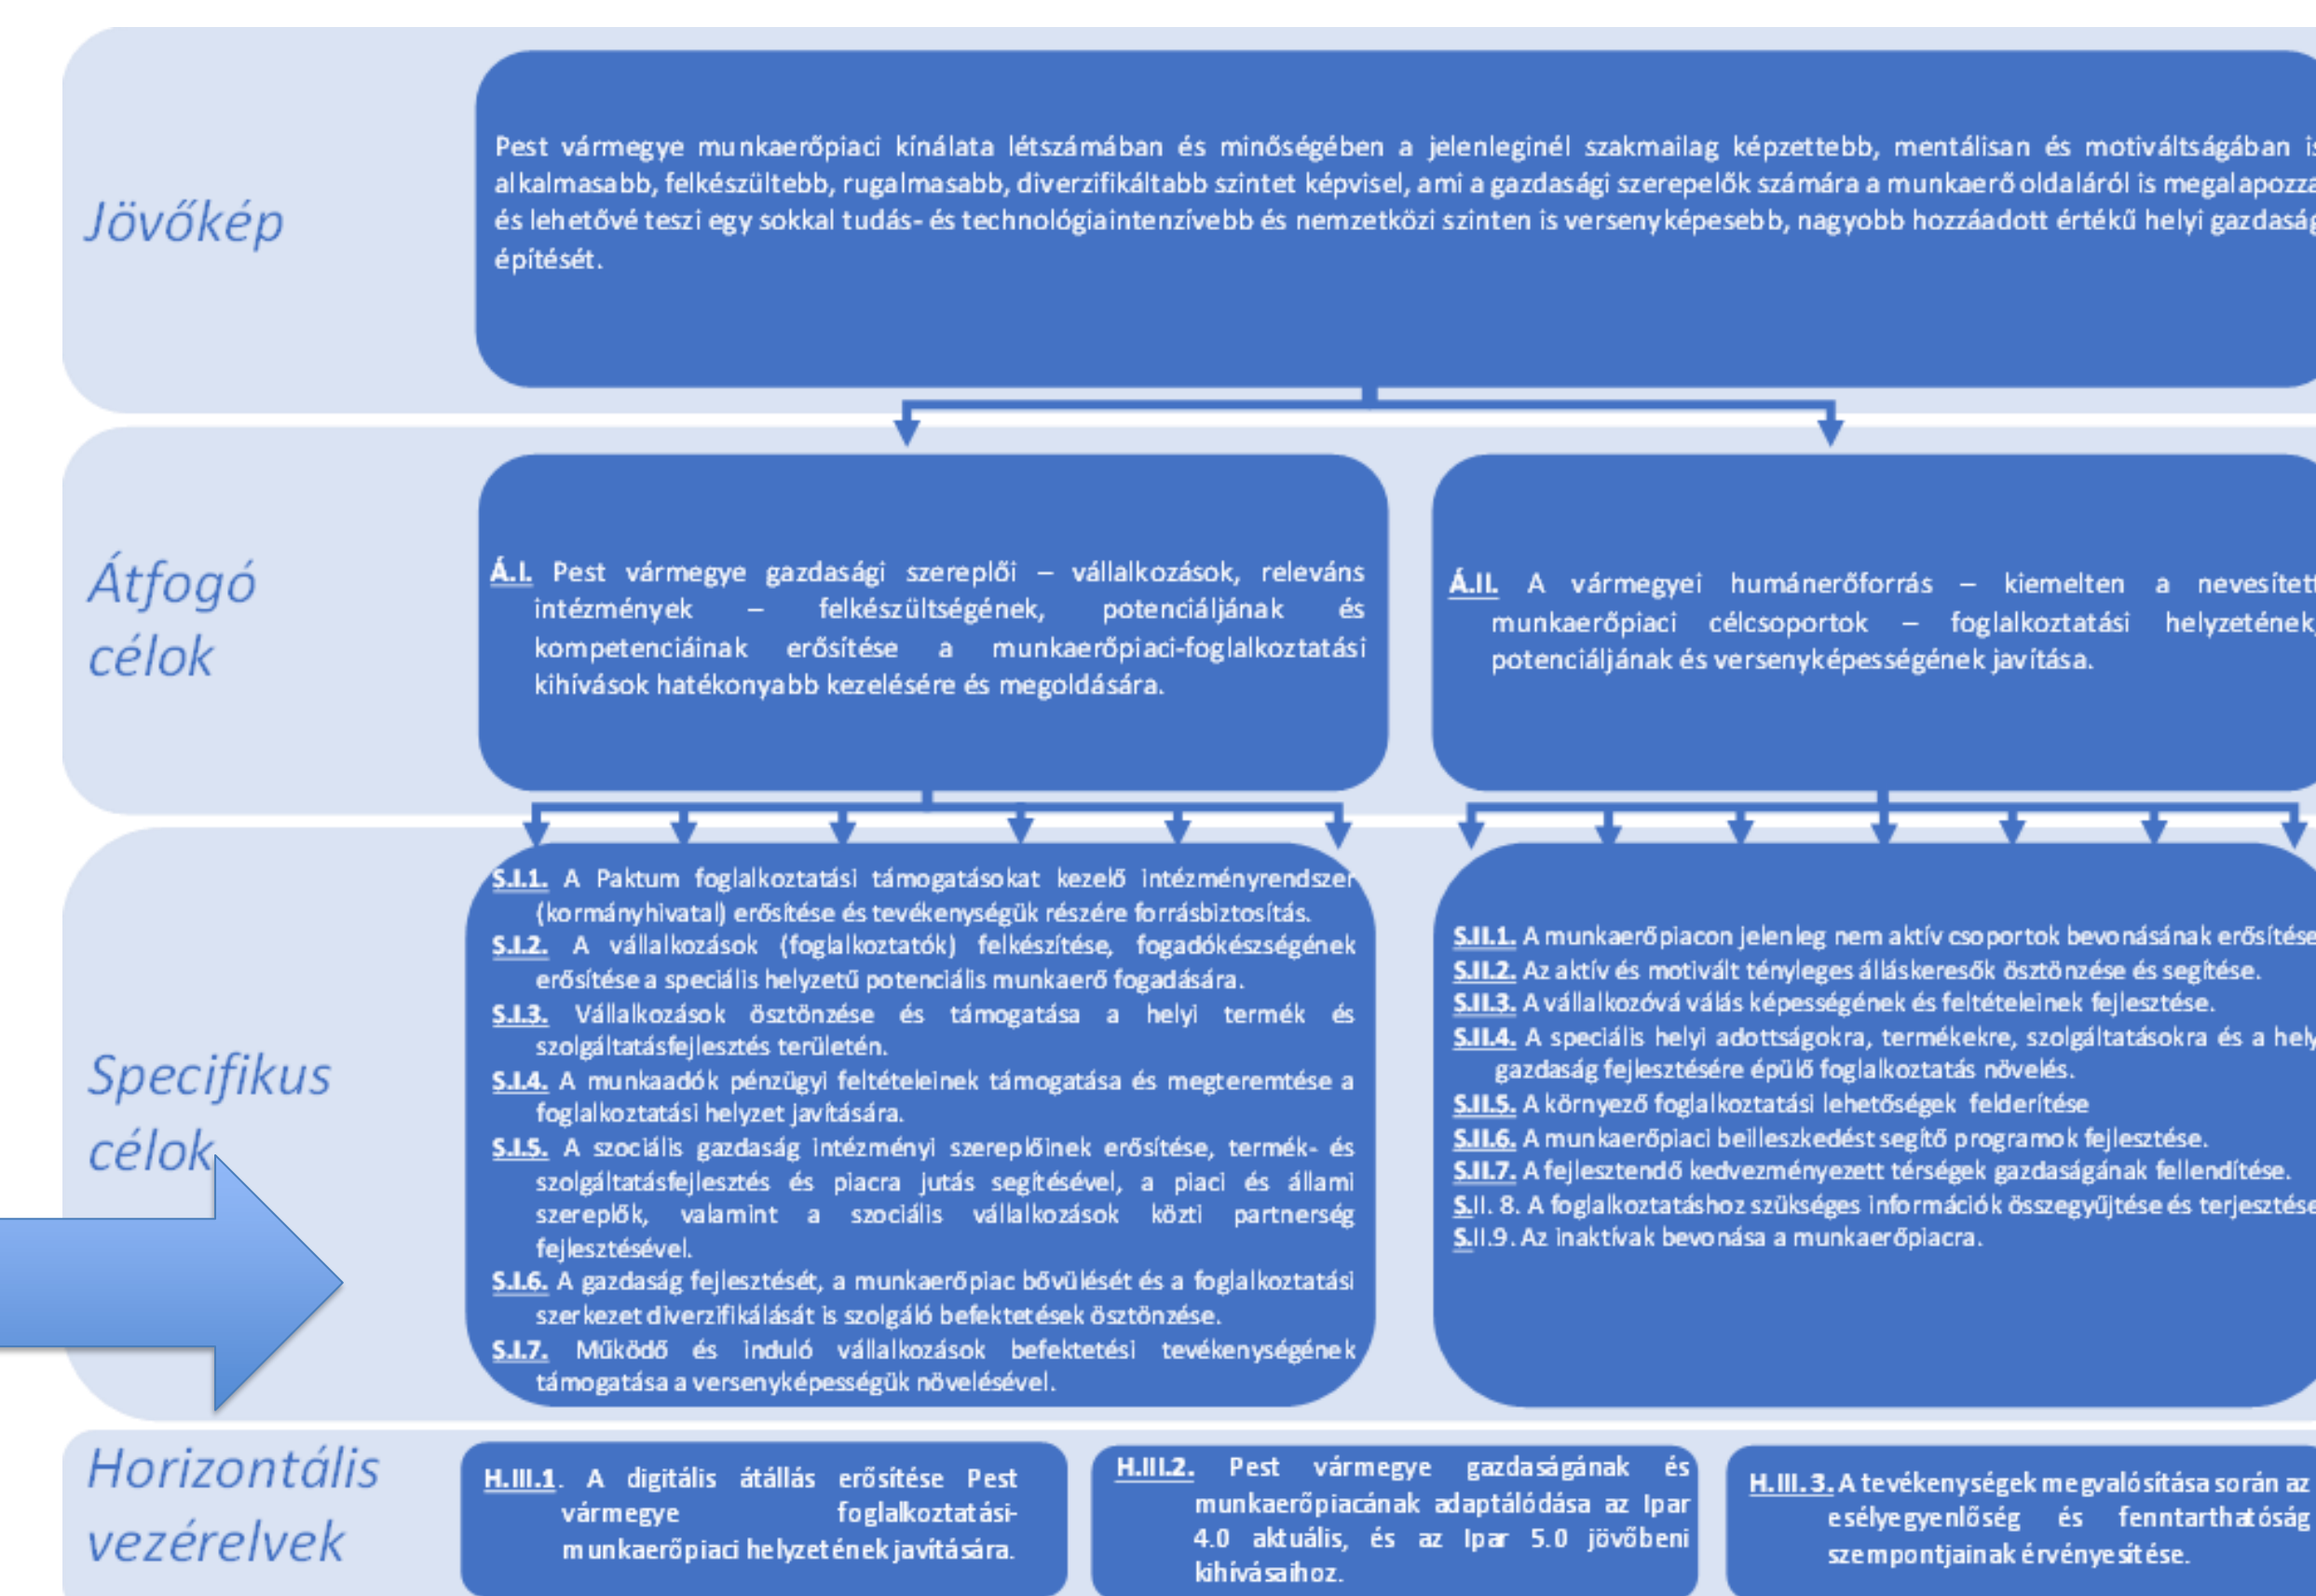 Jövőkép
Pest vármegye munkaerőpiaci kínálata létszámában és minőségében a jelenleginél szakmailag képzettebb, mentálisan és motiváltságában is
alkalmasabb, felkészültebb, rugalmasabb, diverzifikáltabb szintet képvisel, ami a gazdasági szerepelők számára a munkaerő oldaláról is megalapozza
és lehetővé teszi egy sokkal tudás- és technológiaintenzívebb és nemzetközi szinten is versenyképesebb, nagyobb hozzáadott értékű helyi gazdaság
építését.
Átfogó
célok
Á.I. Pest vármegye gazdasági szereplői – vállalkozások, releváns
intézmények – felkészültségének, potenciáljának és
kompetenciáinak erősítése a munkaerőpiaci-foglalkoztatási
kihívások hatékonyabb kezelésére és megoldására.
Á.II. A vármegyei humánerőforrás – kiemelten a nevesített
munkaerőpiaci célcsoportok – foglalkoztatási helyzetének,
potenciáljának és versenyképességének javítása.
Specifikus
célok
S.I.1. A Paktum foglalkoztatási támogatásokat kezelő intézményrendszer
(kormányhivatal) erősítése és tevékenységük részére forrásbiztosítás.
S.I.2. A vállalkozások (foglalkoztatók) felkészítése, fogadókészségének
erősítése a speciális helyzetű potenciális munkaerő fogadására.
S.I.3. Vállalkozások ösztönzése és támogatása a helyi termék és
szolgáltatásfejlesztés területén.
S.I.4. A munkaadók pénzügyi feltételeinek támogatása és megteremtése a
foglalkoztatási helyzet javítására.
S.I.5. A szociális gazdaság intézményi szereplőinek erősítése, termék- és
szolgáltatásfejlesztés és piacra jutás segítésével, a piaci és állami
szereplők, valamint a szociális vállalkozások közti partnerség
fejlesztésével.
S.I.6. A gazdaság fejlesztését, a munkaerőpiac bővülését és a foglalkoztatási
szerkezet diverzifikálását is szolgáló befektetések ösztönzése.
S.I.7. Működő és induló vállalkozások befektetési tevékenységének
támogatása a versenyképességük növelésével.
S.II.1. A munkaerőpiacon jelenleg nem aktív csoportok bevonásának erősítése
S.II.2. Az aktív és motivált tényleges álláskeresők ösztönzése és segítése.
S.II.3. A vállalkozóvá válás képességének és feltételeinek fejlesztése.
S.II.4. A speciális helyi adottságokra, termékekre, szolgáltatásokra és a hely
gazdaság fejlesztésére épülő foglalkoztatás növelés.
S.II.5. A környező foglalkoztatási lehetőségek felderítése
S.II.6. A munkaerőpiaci beilleszkedést segítő programok fejlesztése.
S.II.7. A fejlesztendő kedvezményezett térségek gazdaságának fellendítése.
S.II. 8. A foglalkoztatáshoz szükséges információk összegyűjtése és terjesztése
S.II.9. Az inaktívak bevonása a munkaerőpiacra.
Horizontális
vezérelvek
H.III.1. A digitális átállás erősítése Pest
vármegye foglalkoztatási-
munkaerőpiaci helyzetének javítására.
H.III.2. Pest vármegye gazdaságának és
munkaerőpiacának adaptálódása az Ipar
4.0 aktuális, és az Ipar 5.0 jövőbeni
kihívásaihoz.
H.III. 3. A tevékenységek megvalósítása során az
esélyegyenlőség és fenntarthatóság
szempontjainak érvényesítése.